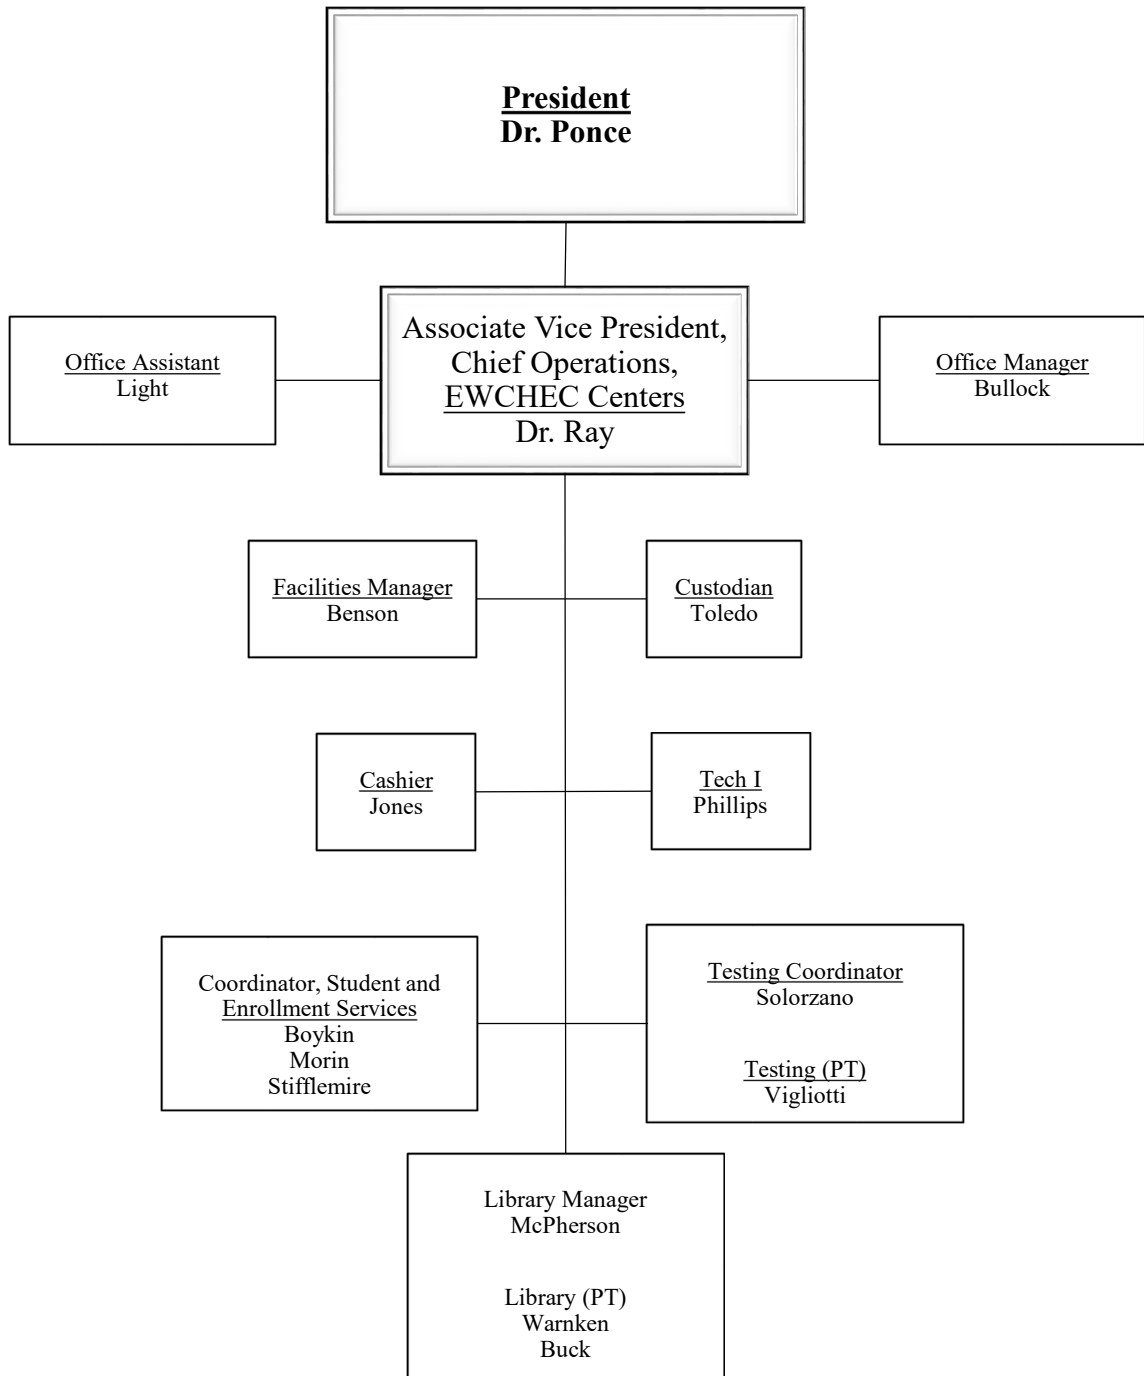 President
Dr. Ponce
Associate Vice President,
Chief Operations,
EWCHEC Centers
Dr. Ray
Office Assistant
Light
Office Manager
Bullock
Facilities Manager
Benson
Custodian
Toledo
Cashier
Jones
Tech I
Phillips
Coordinator, Student and
Enrollment Services
Boykin
Morin
Stifflemire
Testing Coordinator
Solorzano
Testing (PT)
Vigliotti
Library Manager
McPherson
Library (PT)
Warnken
Buck